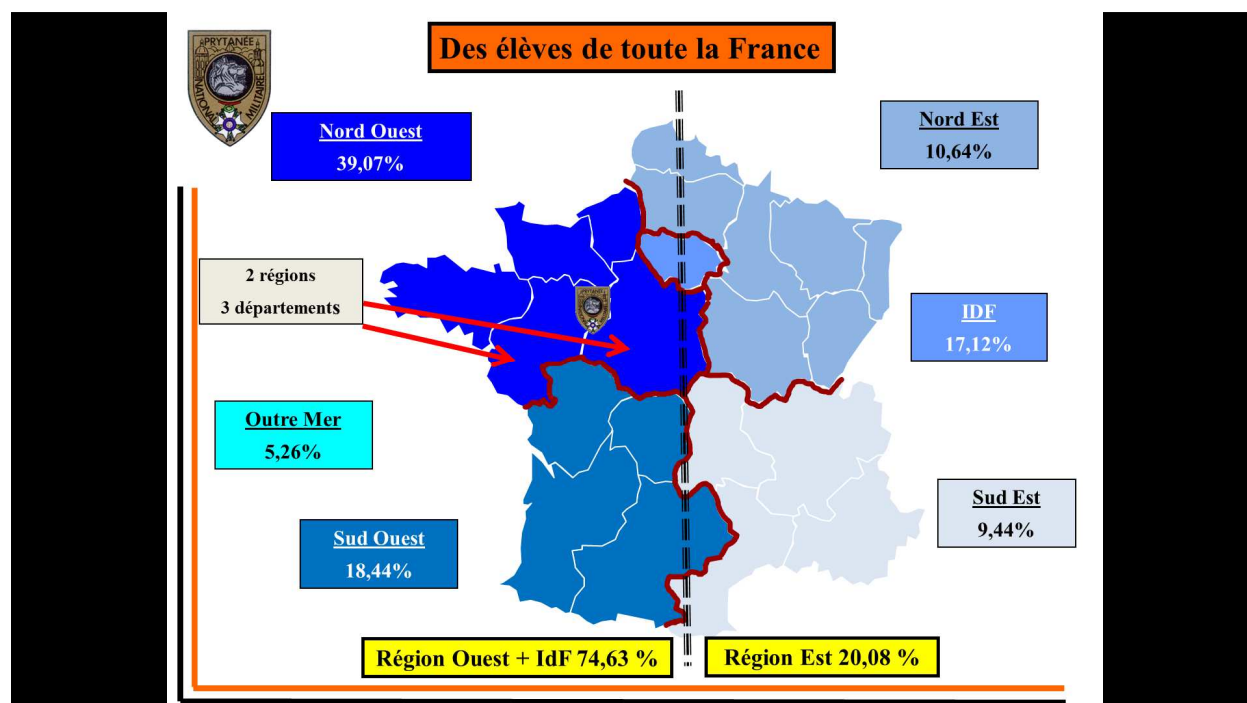 PRYTANÉE
NATIONAL
MILITAIRE
Des élèves de toute la France
Nord Ouest
39,07%
Nord Est
10,64%
2 régions
3 départements
PRYTANÉE
IDF
17,12%
Outre Mer
5,26%
Sud Est
9,44%
Sud Ouest
18,44%
Région Ouest + IdF 74,63 %
Région Est 20,08 %